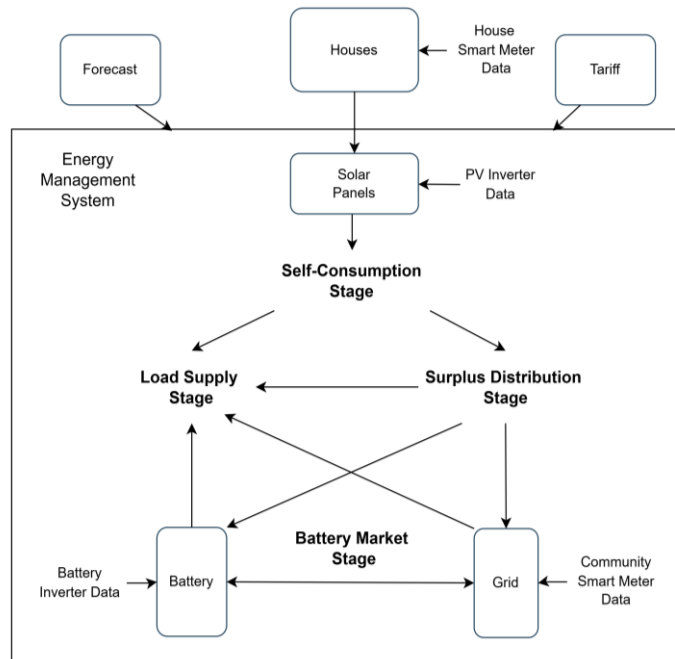 Forecast
Houses
House
Smart Meter
Data
Tariff
Energy
Management
System
Solar
Panels
PV Inverter
Data
Self-Consumption
Stage
Load Supply
Stage
Surplus Distribution
Stage
Battery Market
Stage
Battery
Inverter Data
Battery
Grid
Community
Smart Meter
Data